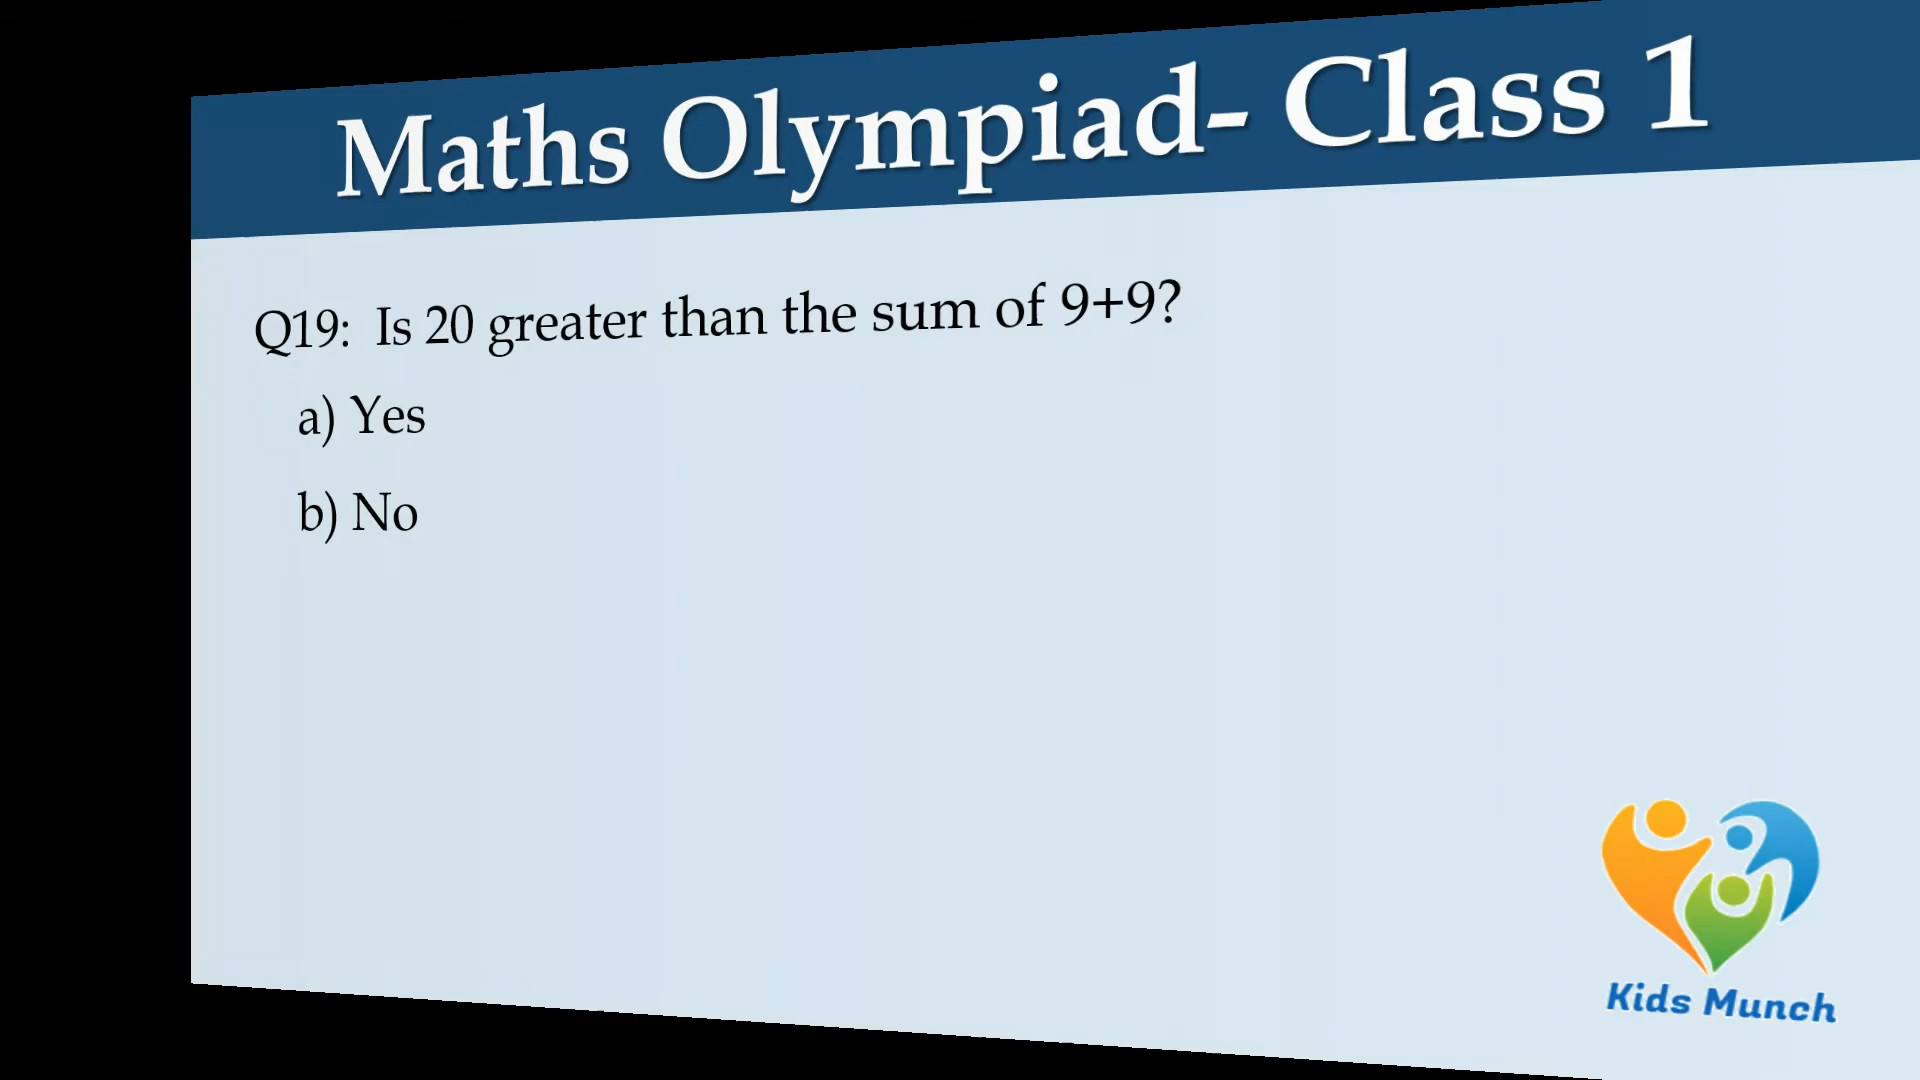 Maths Olympiad- Class 1
Q19: Is 20 greater than the sum of 9+9?
a) Yes
b) No
Kids Munch